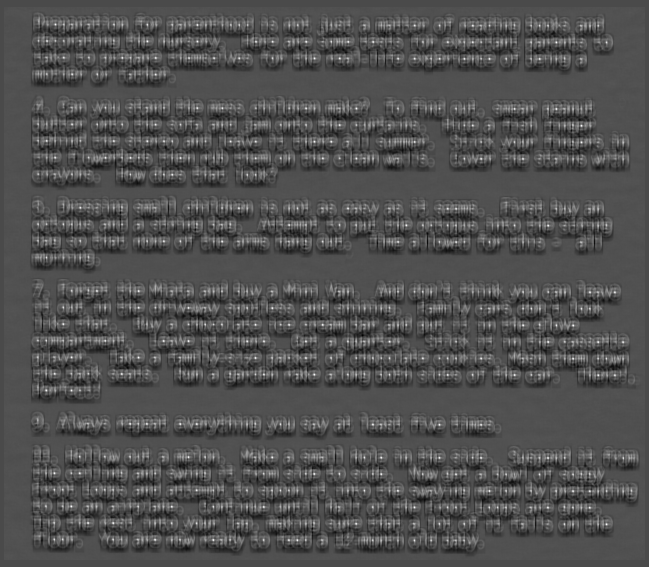 Preparation for parenthood is not just a matter of reading books and
decorating the nursery. Here are some tests for expectant parents to
take to prepare themselves for the real-life experience of being a
mother or father.
4. Can you stand the mess children make? To find out, smear peanut
butter onto the sofa and jam onto the curtains. Hide a fish finger
behind the stereo and leave it there all summer. Stick your fingers in
the flowerbeds then rub them on the clean walls. Cover the stains with
crayons. How does that look?
5. Dressing small children is not as easy as it seems. First buy an
octopus and a string bag. Attempt to put the octopus into the string
bag so that none of the arms hang out. Time allowed for this - all
morning.
7. Forget the Miata and buy a Mini Van. And don't think you can leave
it out in the driveway spotless and shining. Family cars don't look
like that. Buy a chocolate ice cream bar and put it in the glove
compartment. Leave it there. Get a quarter. Stick it in the cassette
player. Take a family-size packet of chocolate cookies. Mash them down
the back seats. Run a garden rake along both sides of the car. There!,
Perfect!
9. Always repeat everything you say at least five times.
11. Hollow out a melon. Make a small hole in the side. Suspend it from
the ceiling and swing it from side to side. Now get a bowl of soggy
Froot Loops and attempt to spoon it into the swaying melon by pretending
to be an airplane. Continue until half of the Froot Loops are gone.
Tip the rest into your lap, making sure that a lot of it falls on the
floor. You are now ready to feed a 12-month old baby.